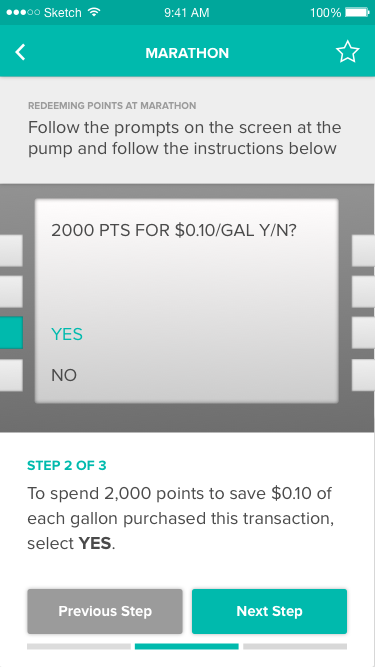 Sketch 9:41 AM 100%
MARATHON
REDEEMING POINTS AT MARATHON
Follow the prompts on the screen at the
pump and follow the instructions below
2000 PTS FOR $0.10/GAL Y/N?
YES
NO
STEP 2 OF 3
To spend 2,000 points to save $0.10 of
each gallon purchased this transaction,
select YES.
Previous Step Next Step